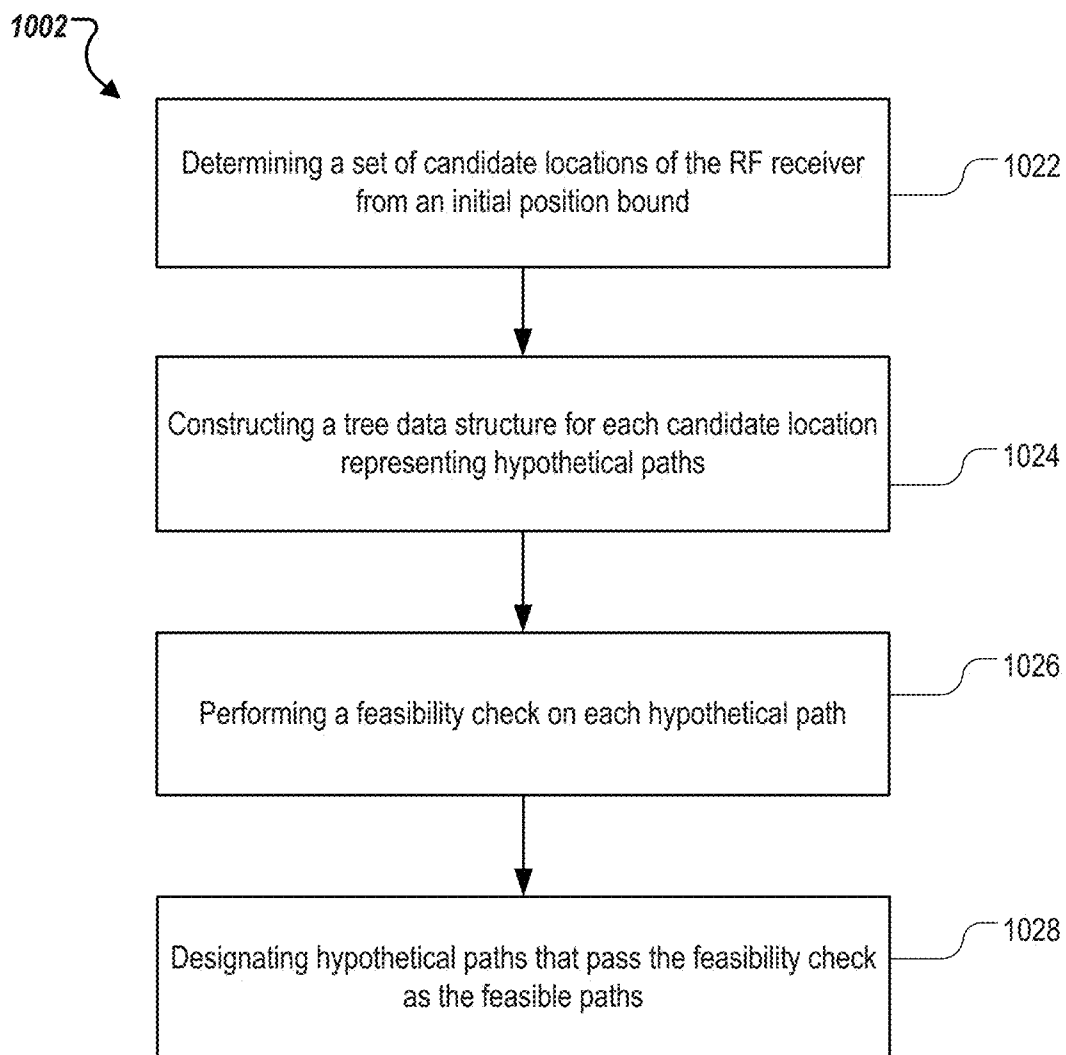 1002
Determining a set of candidate locations of the RF receiver
from an initial position bound
1022
Constructing a tree data structure for each candidate location
representing hypothetical paths
1024
Performing a feasibility check on each hypothetical path
1026
Designating hypothetical paths that pass the feasibility check
as the feasible paths
1028